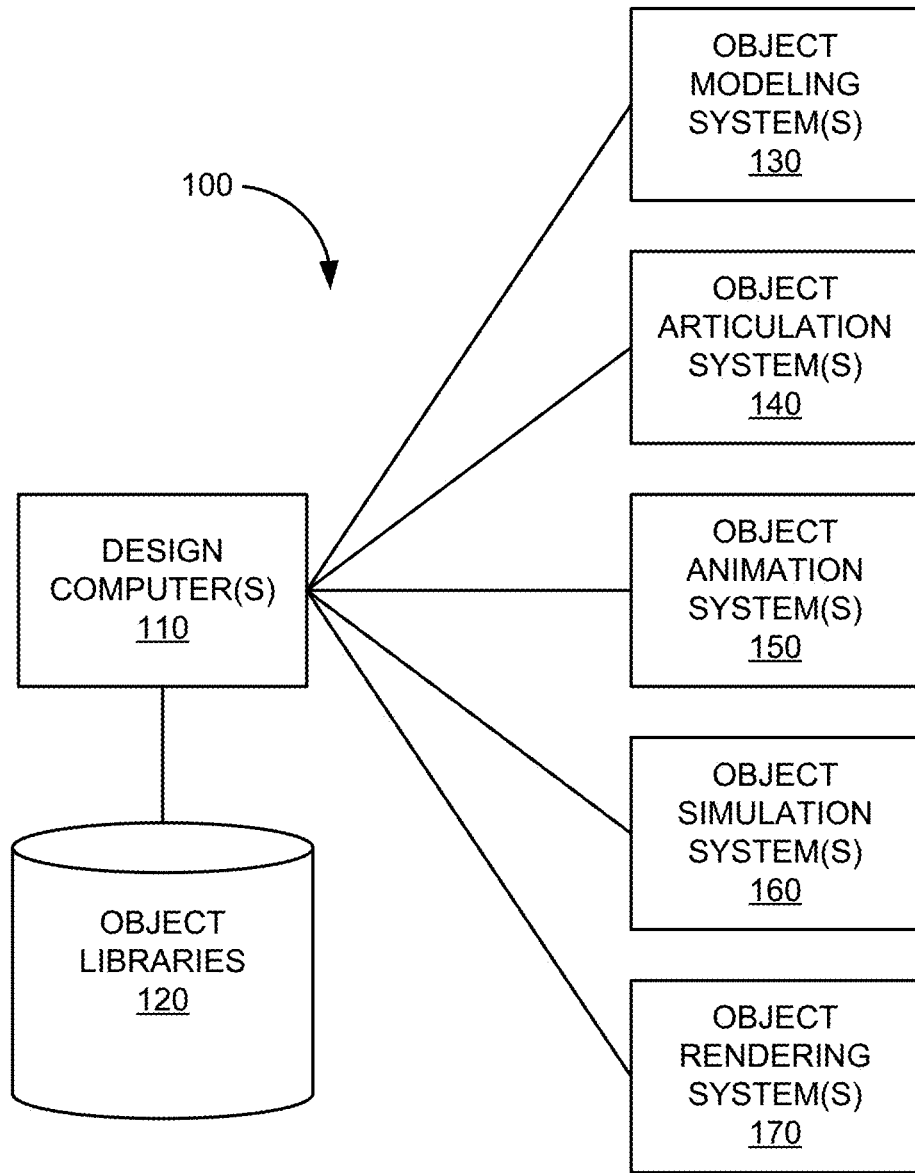 OBJECT
MODELING
SYSTEM(S)
130
100
OBJECT
ARTICULATION
SYSTEM(S)
140
DESIGN
COMPUTER(S)
110
OBJECT
ANIMATION
SYSTEM(S)
150
OBJECT
SIMULATION
SYSTEM(S)
160
OBJECT
LIBRARIES
120
OBJECT
RENDERING
SYSTEM(S)
170